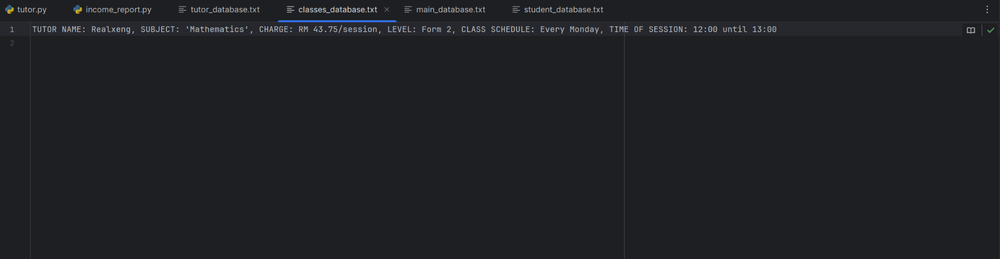 tutor.py income_report.py tutor_database.txt classes_database.txt main_database.txt student_database.txt
1 TUTOR NAME: Realxeng, SUBJECT: 'Mathematics', CHARGE: RM 43.75/session, LEVEL: Form 2, CLASS SCHEDULE: Every Monday, TIME OF SESSION: 12:00 until 13:00
2